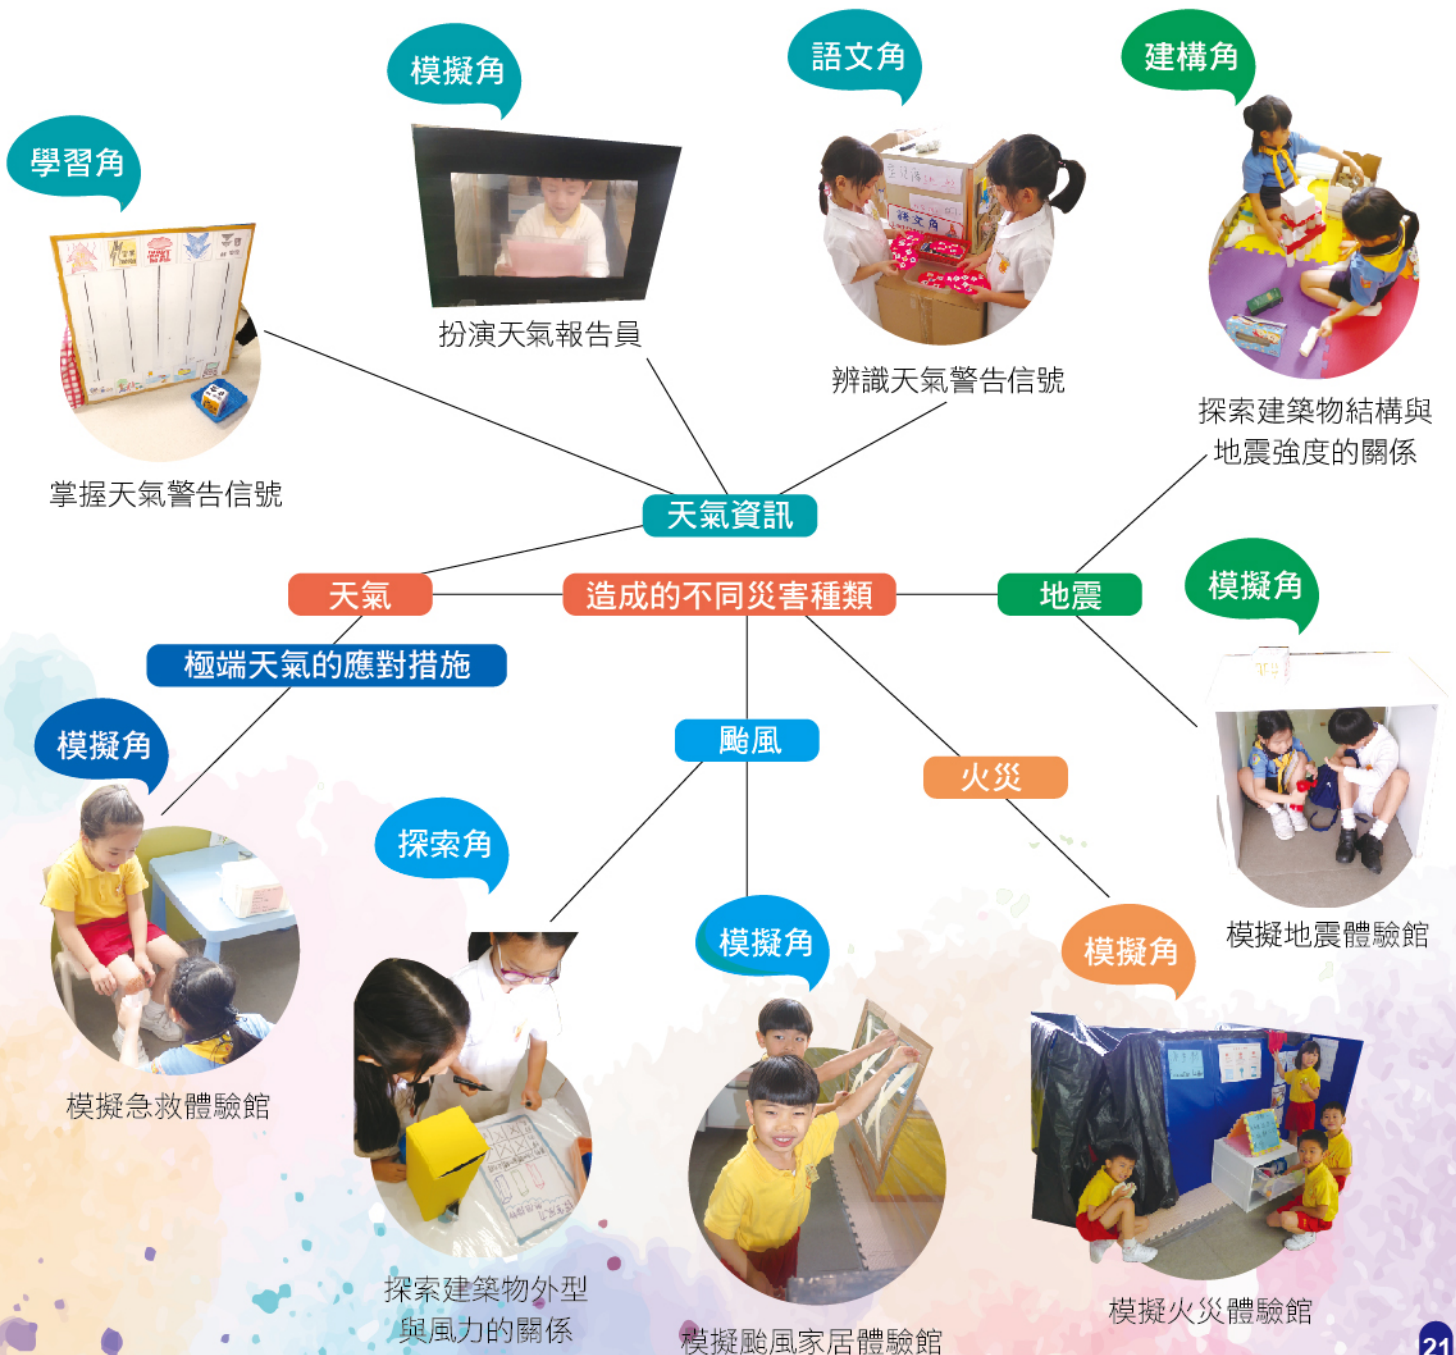 模擬角
語文角
建構角
學習角
語文角
扮演天氣報告員
辨識天氣警告信號
探索建築物結構與
地震強度的關係
掌握天氣警告信號
天氣資訊
天氣
造成的不同災害種類
地震
模擬角
極端天氣的應對措施
模擬角
颱風
火災
探索角
模擬角
模擬角
模擬地震體驗館
模擬急救體驗館
探索建築物外型
與風力的關係
模擬颱風家居體驗館
模擬火災體驗館
21